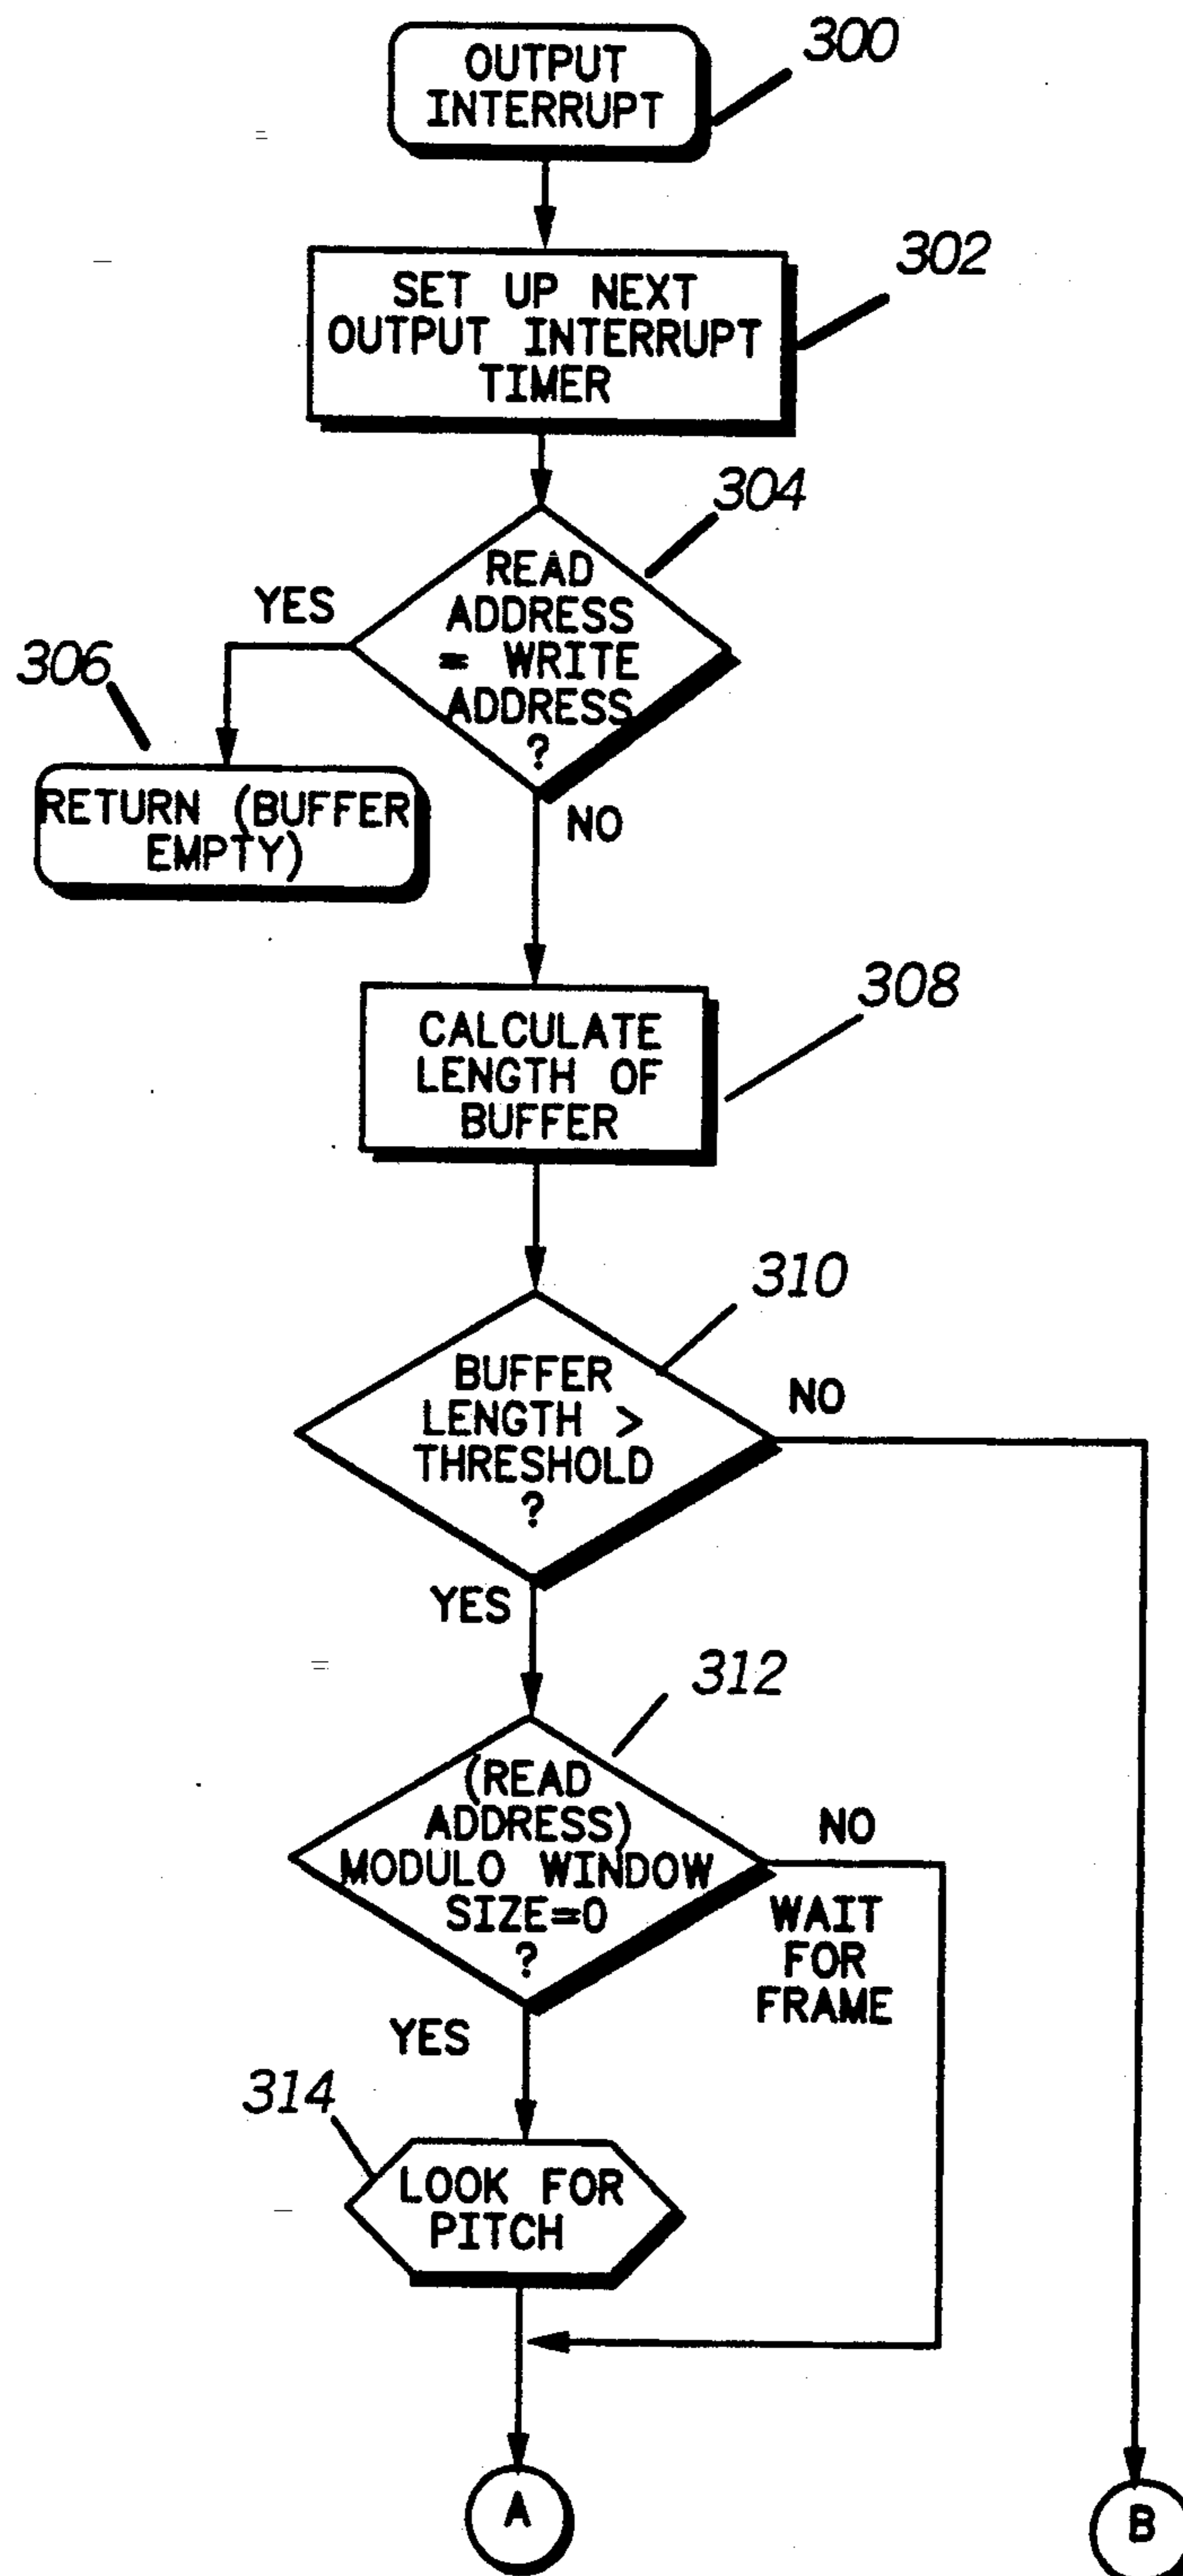 OUTPUT
INTERRUPT
300
SET UP NEXT
OUTPUT INTERRUPT
TIMER
302
READ
ADDRESS
= WRITE
ADDRESS
?
304
YES
NO
306
RETURN (BUFFER
EMPTY)
CALCULATE
LENGTH OF
BUFFER
308
BUFFER
LENGTH >
THRESHOLD
?
310
NO
YES
(READ
ADDRESS)
MODULO WINDOW
SIZE=0
?
312
NO
WAIT
FOR
FRAME
YES
314
LOOK FOR
PITCH
A
B